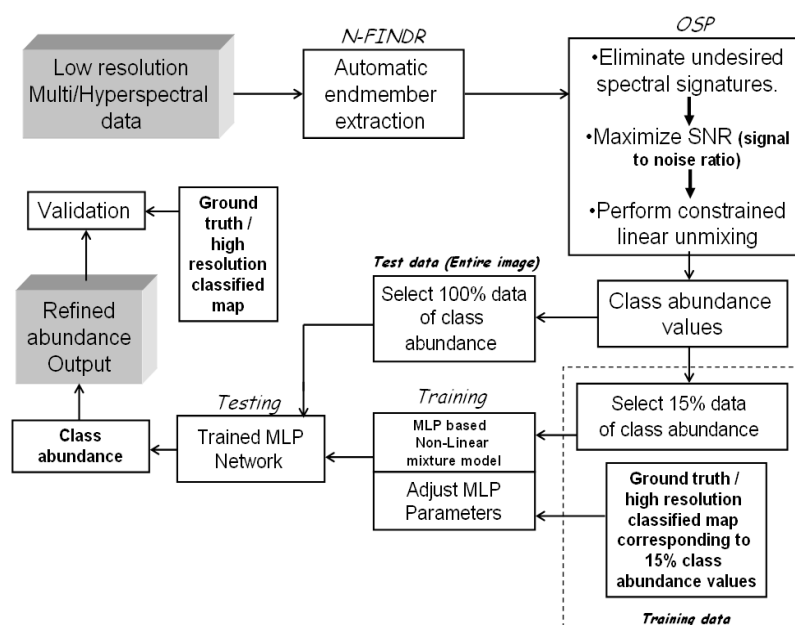 N-FINDR
OSP
Low resolution
Multi/Hyperspectral
data
Automatic
endmember
extraction
•Eliminate undesired
spectral signatures.
•Maximize SNR (signal
to noise ratio)
•Perform constrained
linear unmixing
Validation
Ground
truth /
high
resolution
classified
map
Test data (Entire image)
Select 100% data
of class
abundance
Class abundance
values
Refined
abundance
Output
Testing
Training
Select 15% data
of class abundance
Class
abundance
Trained MLP
Network
MLP based
Non-Linear
mixture model
Adjust MLP
Parameters
Ground truth /
high resolution
classified map
corresponding to
15% class
abundance values
Training data